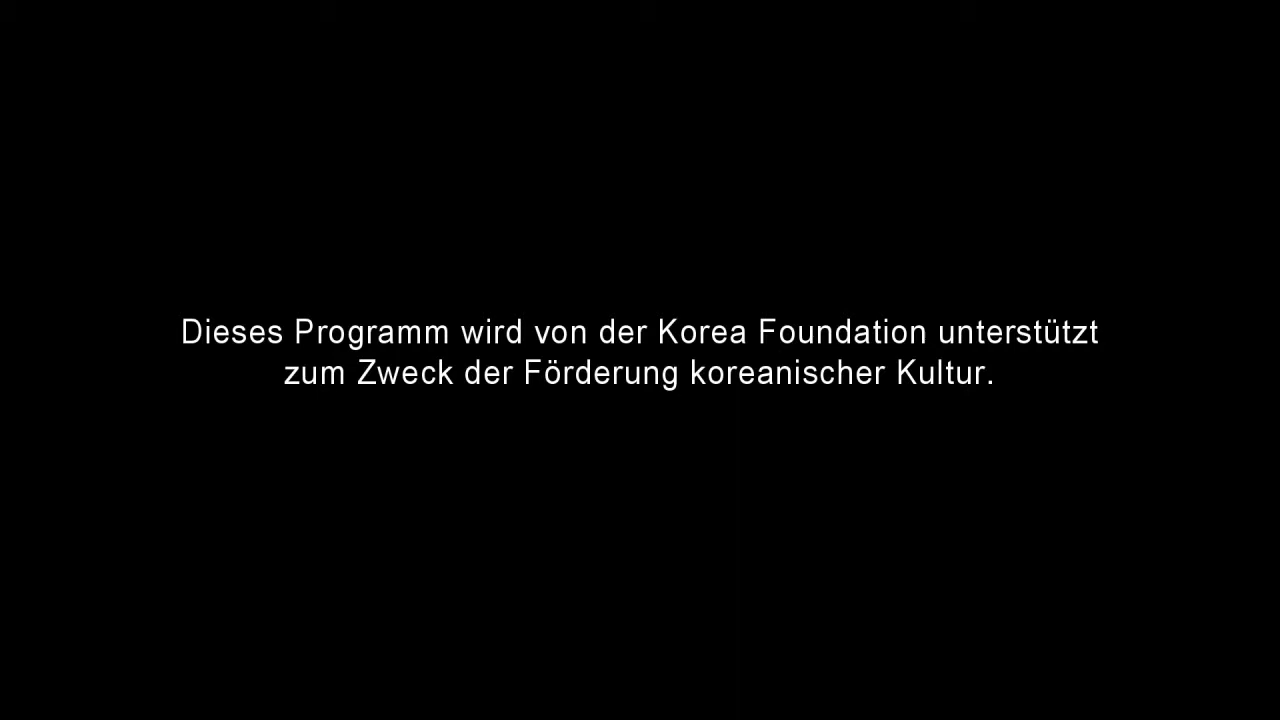 Dieses Programm wird von der Korea Foundation unterstützt
zum Zweck der Förderung koreanischer Kultur.